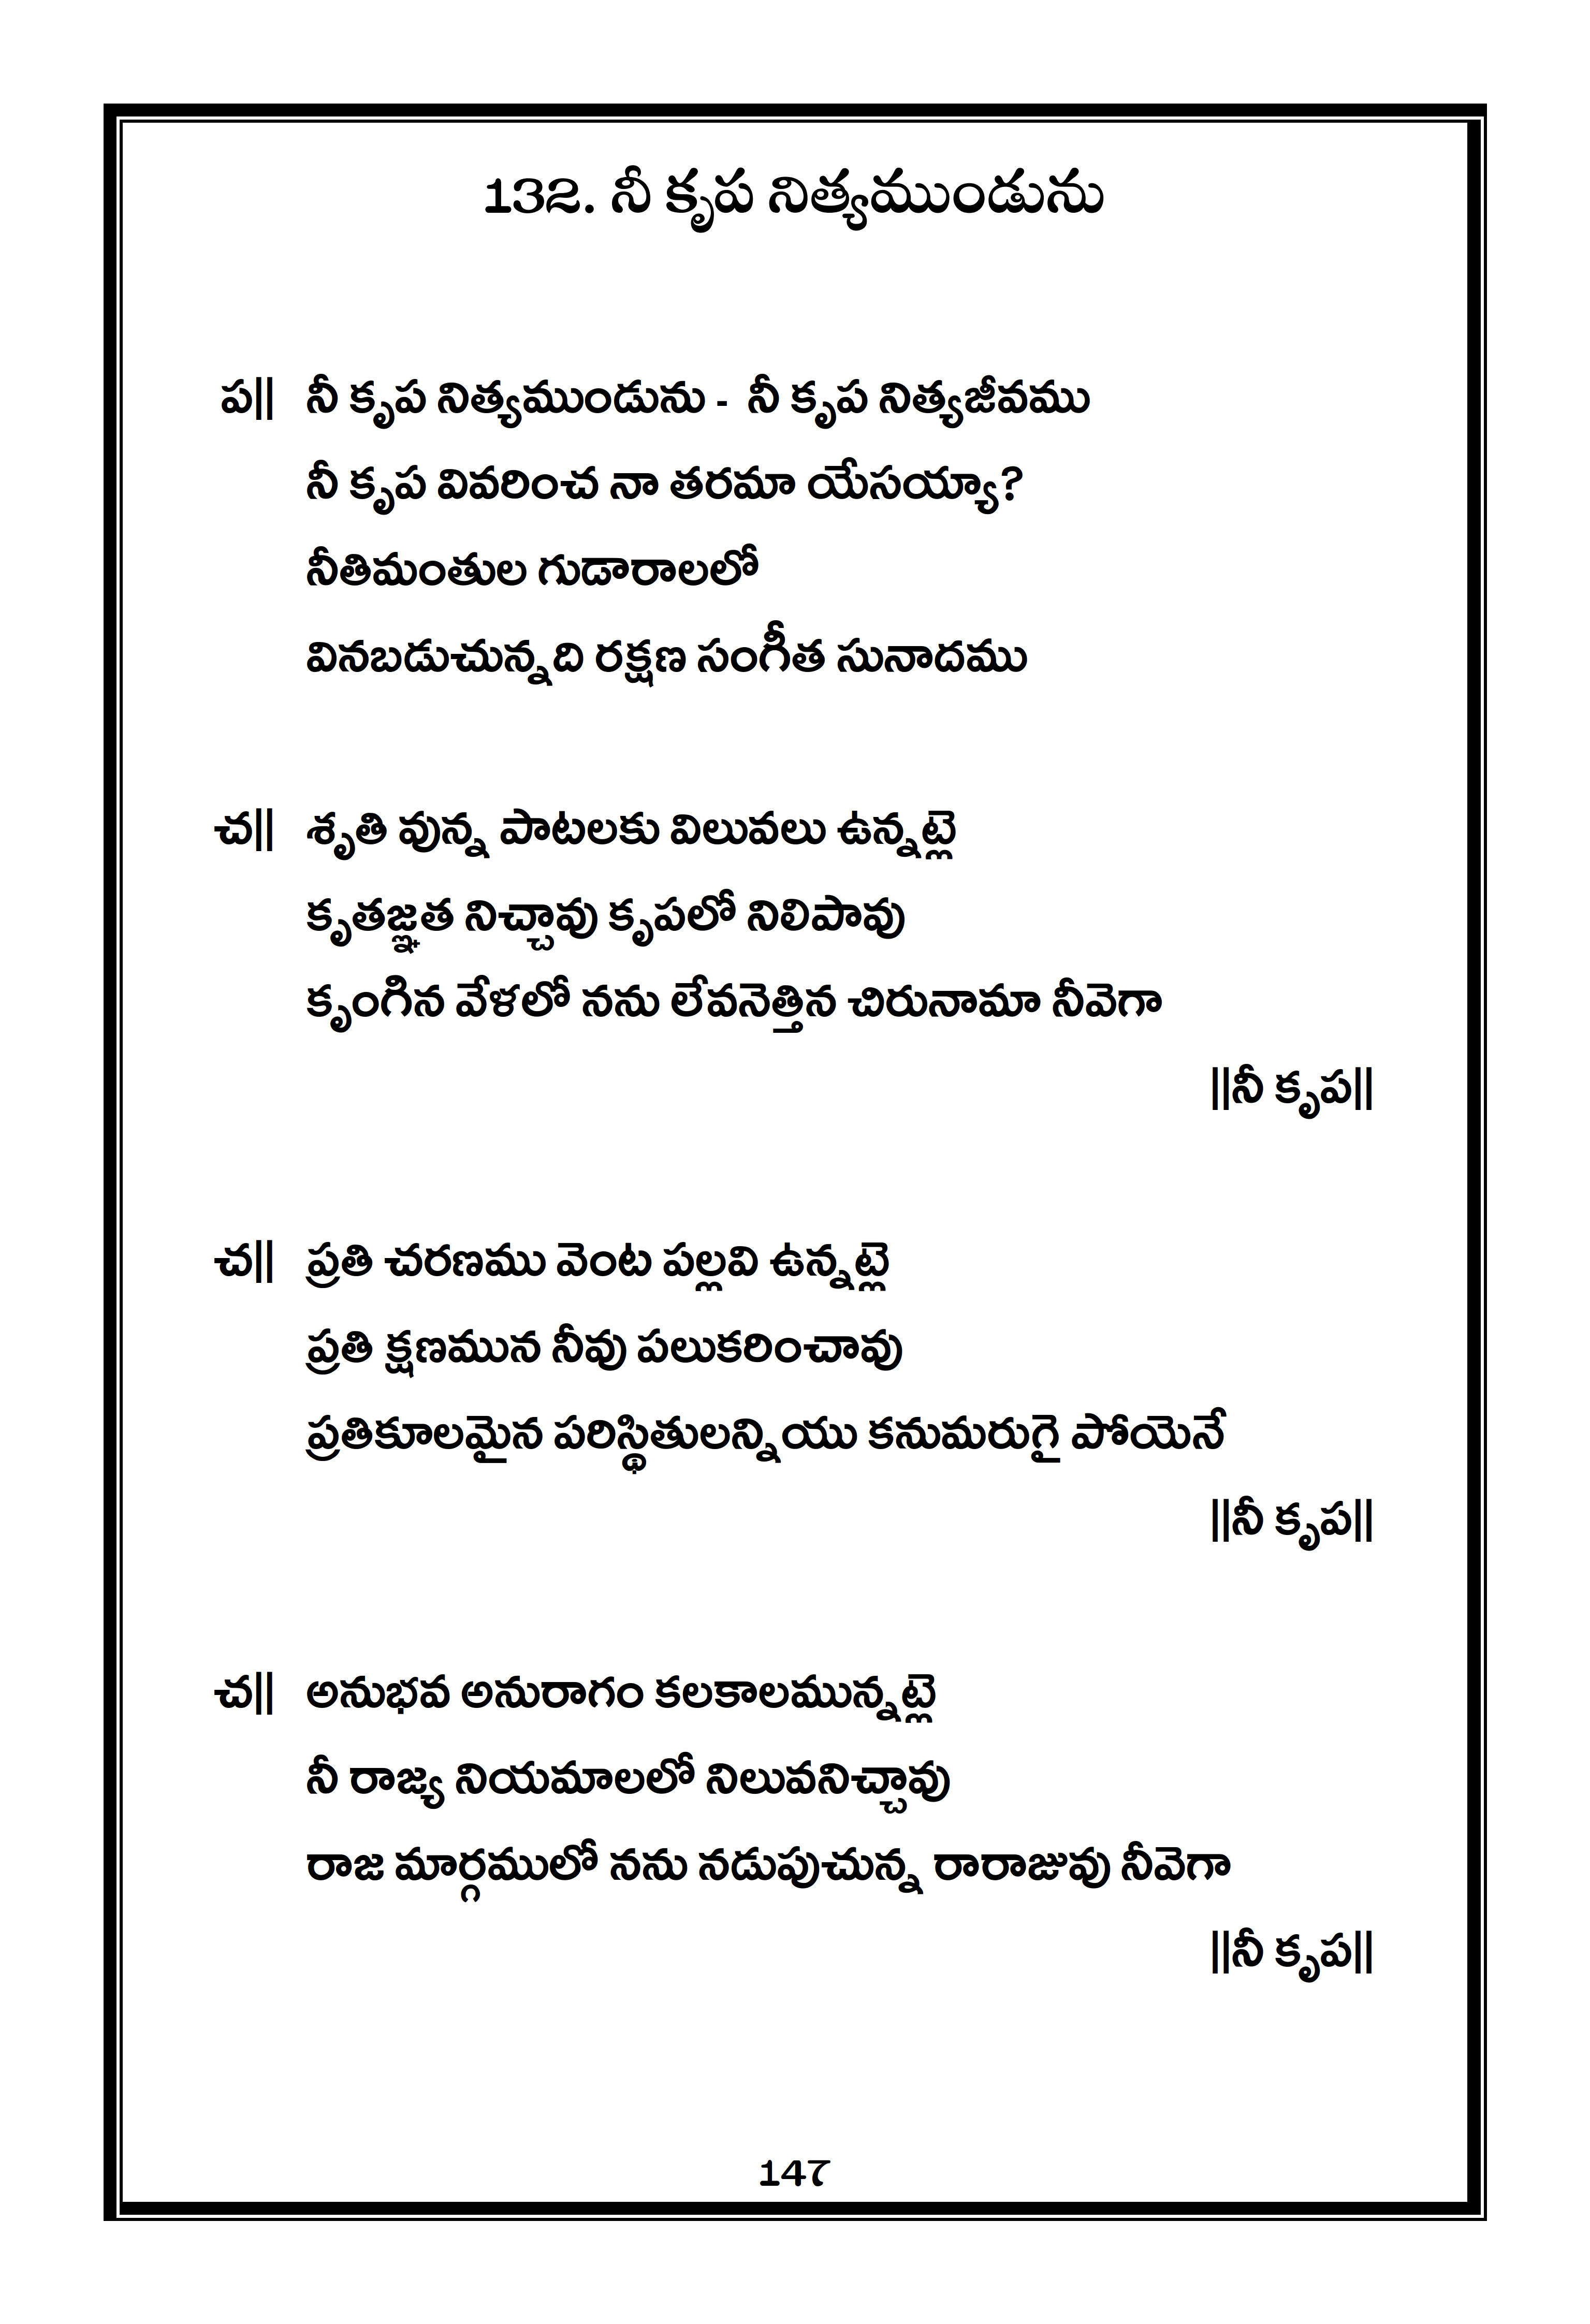 132. నీ కృప నిత్యముండును
ప|| నీ కృప నిత్యముండును - నీ కృప నిత్యజీవము
నీ కృప వివరించ నా తరమా యేసయ్యా?
నీతిమంతుల గుడారాలలో
వినబడుచున్నది రక్షణ సంగీత సునాదము
చ|| శృతి వున్న పాటలకు విలువలు ఉన్నట్లె
కృతజ్ఞత నిచ్చావు కృపలో నిలిపావు
కృంగిన వేళలో నను లేవనెత్తిన చిరునామా నీవెగా
||నీ కృప||
చ|| ప్రతి చరణము వెంట పల్లవి ఉన్నట్లె
ప్రతి క్షణమున నీవు పలుకరించావు
ప్రతికూలమైన పరిస్థితులన్నియు కనుమరుగై పోయెనే
||నీ కృప||
చ|| అనుభవ అనురాగం కలకాలమున్నట్లె
నీ రాజ్య నియమాలలో నిలువనిచ్చావు
రాజ మార్గములో నను నడుపుచున్న రారాజువు నీవెగా
||నీ కృప||
147